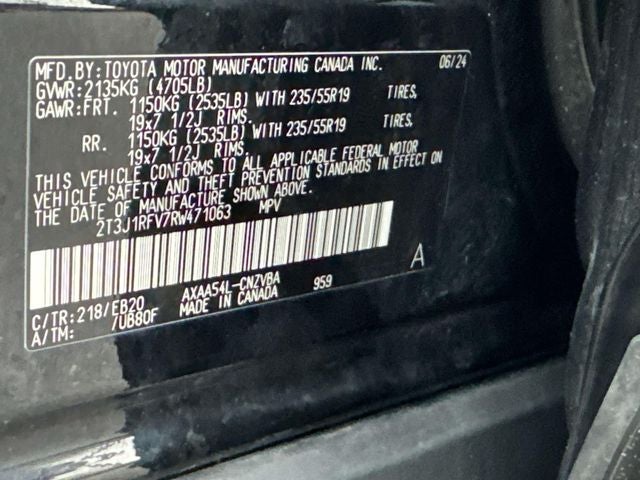 MFD.BY:TOYOTA MOTOR MANUFACTURING CANADA INC. 06/24
GVWR:2135KG (4705LB)
GAWR:FRT. 1150KG (2535LB) WITH 235/55R19 TIRES,
19x7 1/2J RIMS.
RR. 1150KG (2535LB) WITH 235/55R19 TIRES,
19x7 1/2J RIMS.
THIS VEHICLE CONFORMS TO ALL APPLICABLE FEDERAL MOTOR
VEHICLE SAFETY AND THEFT PREVENTION STANDARDS IN EFFECT ON
THE DATE OF MANUFACTURE SHOWN ABOVE.
2T3J1RFV7RW471063 MPV
A
C/TR:218/EB20 AXAA54L-CNZVBA 959
A/TM: /UB80F MADE IN CANADA